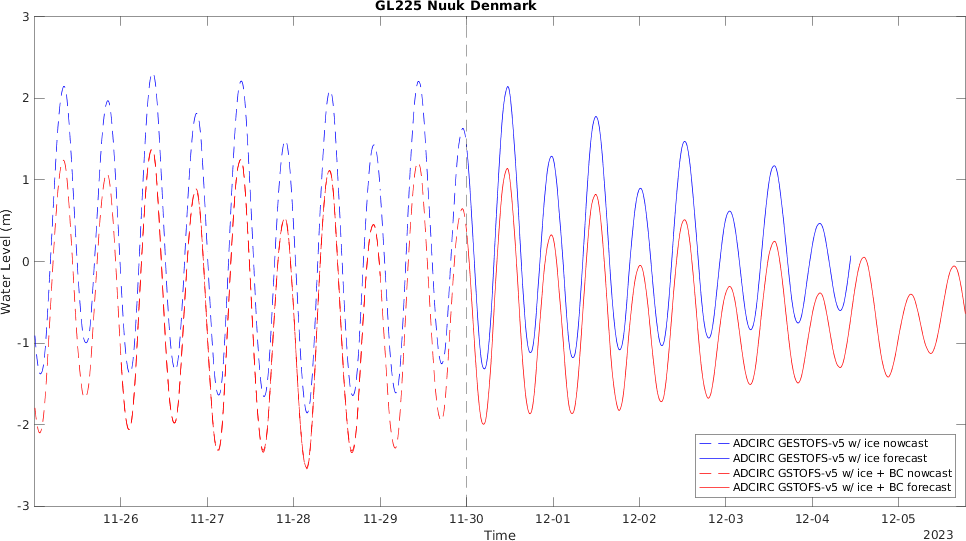 GL225 Nuuk Denmark
3
2
1
0
-1
-2
-3
Water Level (m)
ADCIRC GESTOFS-v5 w/ ice nowcast
ADCIRC GESTOFS-v5 w/ ice forecast
ADCIRC GSTOFS-v5 w/ ice + BC nowcast
ADCIRC GSTOFS-v5 w/ ice + BC forecast
11-26 11-27 11-28 11-29 11-30 12-01 12-02 12-03 12-04 12-05
Time
2023